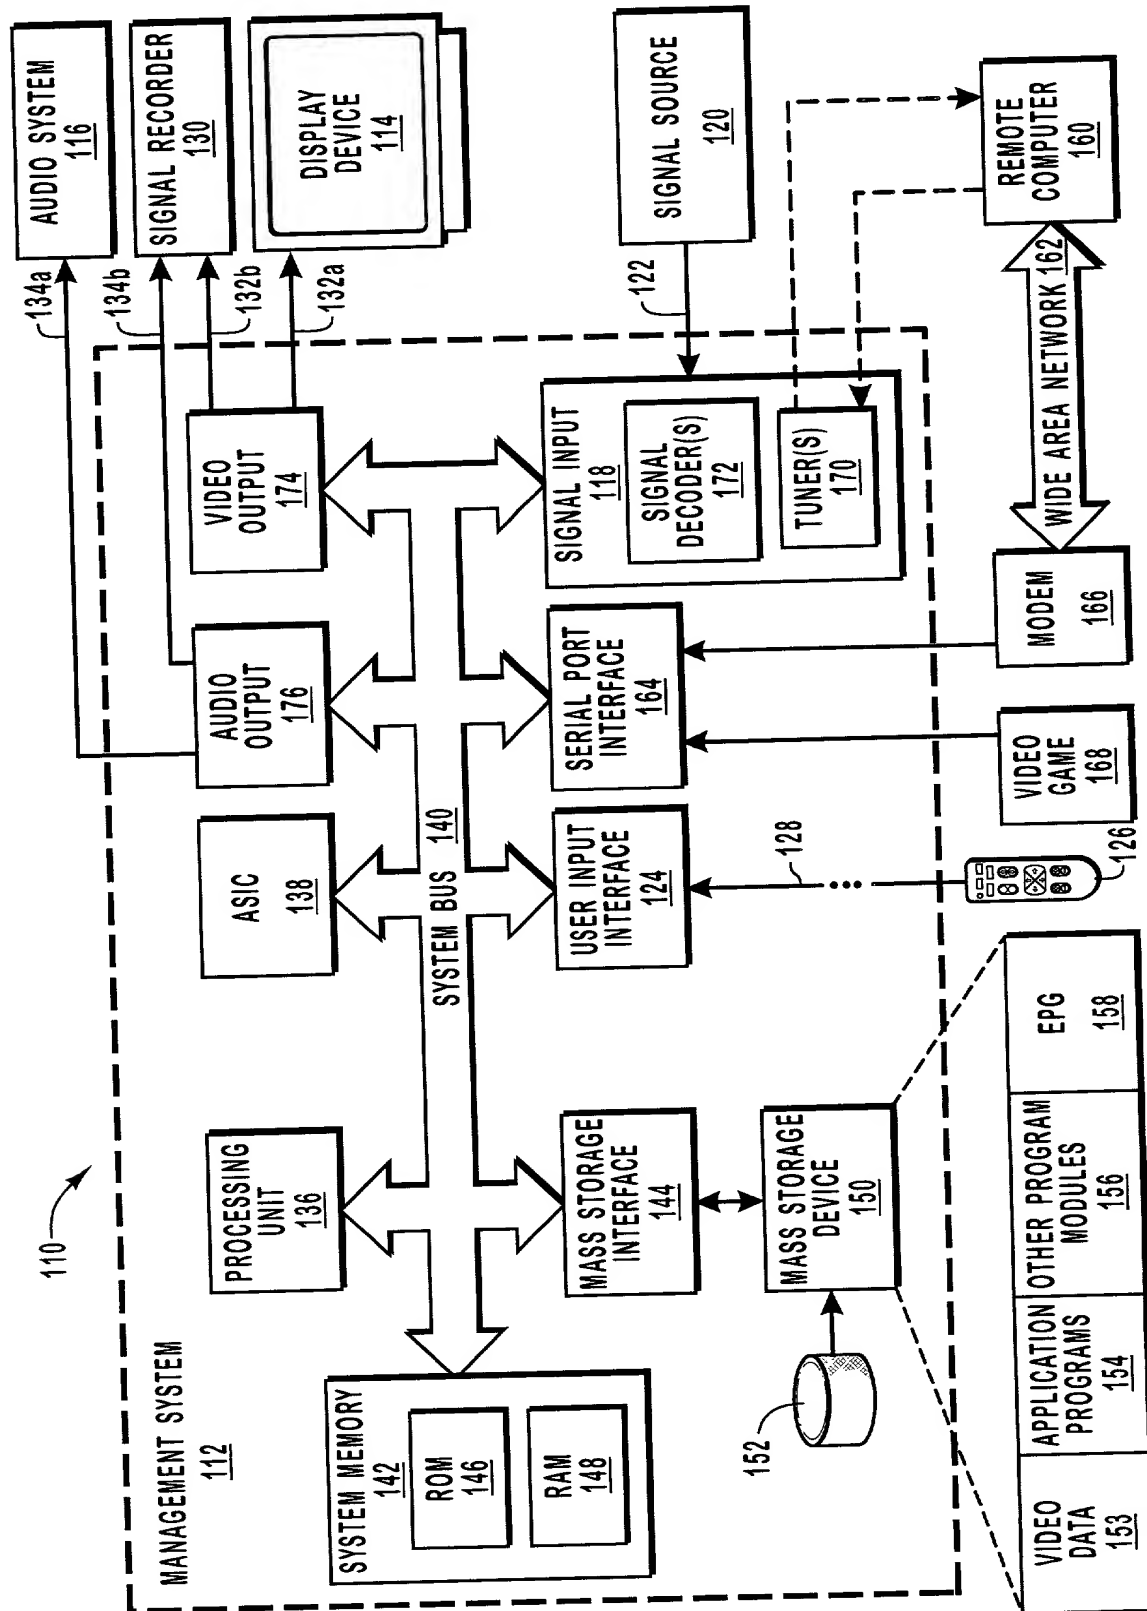 110
MANAGEMENT SYSTEM
112
134a
AUDIO SYSTEM
116
134b
SIGNAL RECORDER
130
132b
132a
DISPLAY
DEVICE
114
PROCESSING
UNIT
136
ASIC
138
AUDIO
OUTPUT
176
VIDEO
OUTPUT
174
SYSTEM MEMORY
142
ROM
146
RAM
148
SYSTEM BUS 140
MASS STORAGE
INTERFACE
144
USER INPUT
INTERFACE
124
SERIAL PORT
INTERFACE
164
SIGNAL INPUT
118
SIGNAL
DECODER(S)
172
TUNER(S)
170
122
SIGNAL SOURCE
120
152
MASS STORAGE
DEVICE
150
128
126
VIDEO
GAME
168
MODEM
166
WIDE AREA NETWORK 162
REMOTE
COMPUTER
160
VIDEO
DATA
153
APPLICATION
PROGRAMS
154
OTHER PROGRAM
MODULES
156
EPG
158